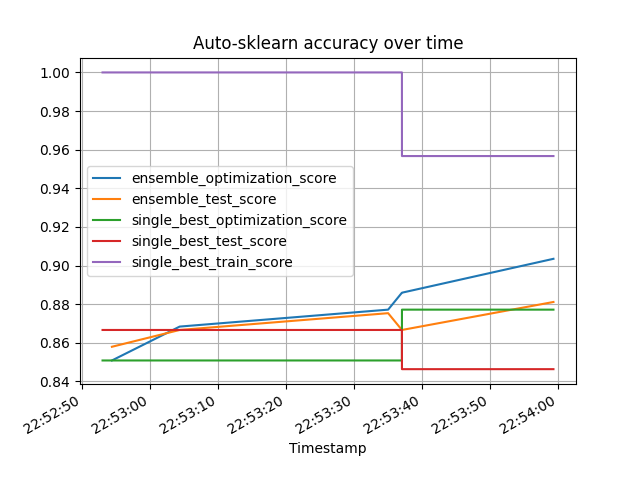 Auto-sklearn accuracy over time
1.00
0.98
0.96
0.94
0.92
0.90
0.88
0.86
0.84
ensemble_optimization_score
ensemble_test_score
single_best_optimization_score
single_best_test_score
single_best_train_score
22:52:50
22:53:00
22:53:10
22:53:20
22:53:30
22:53:40
22:53:50
22:54:00
Timestamp